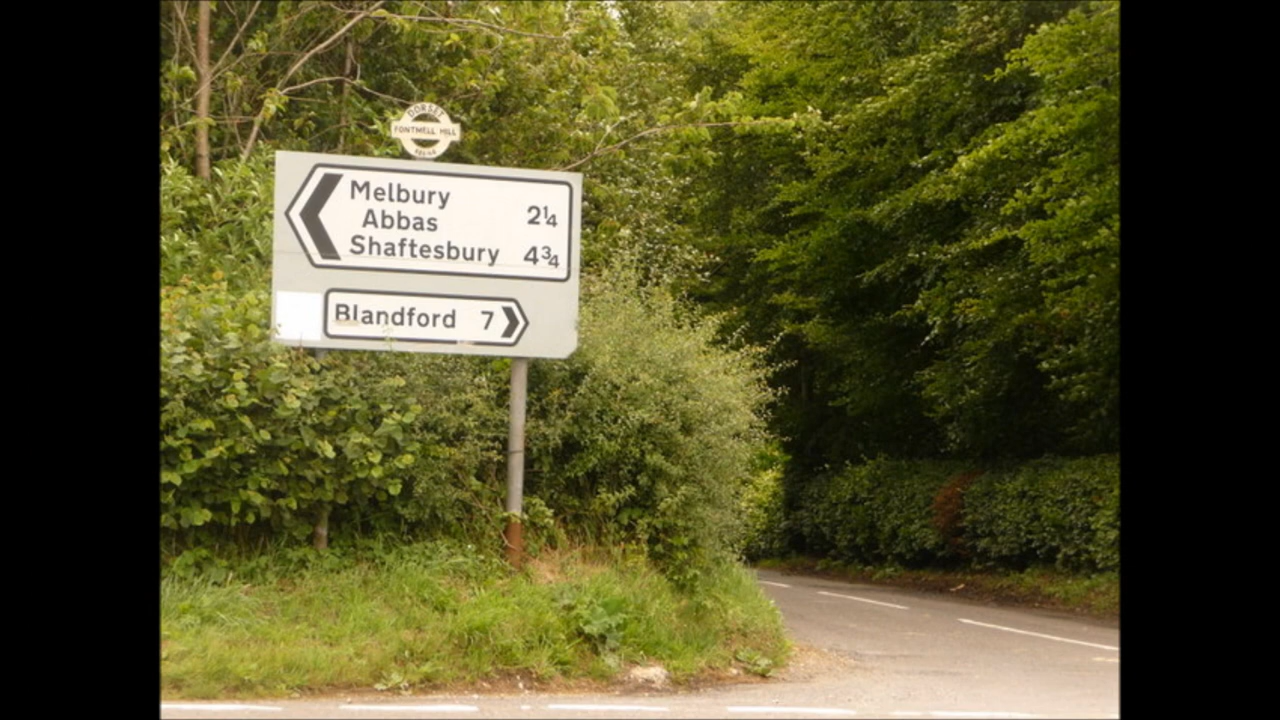 DORSET
FONTMELL HILL
Melbury
Abbas 2¼
Shaftesbury 4¾
Blandford 7